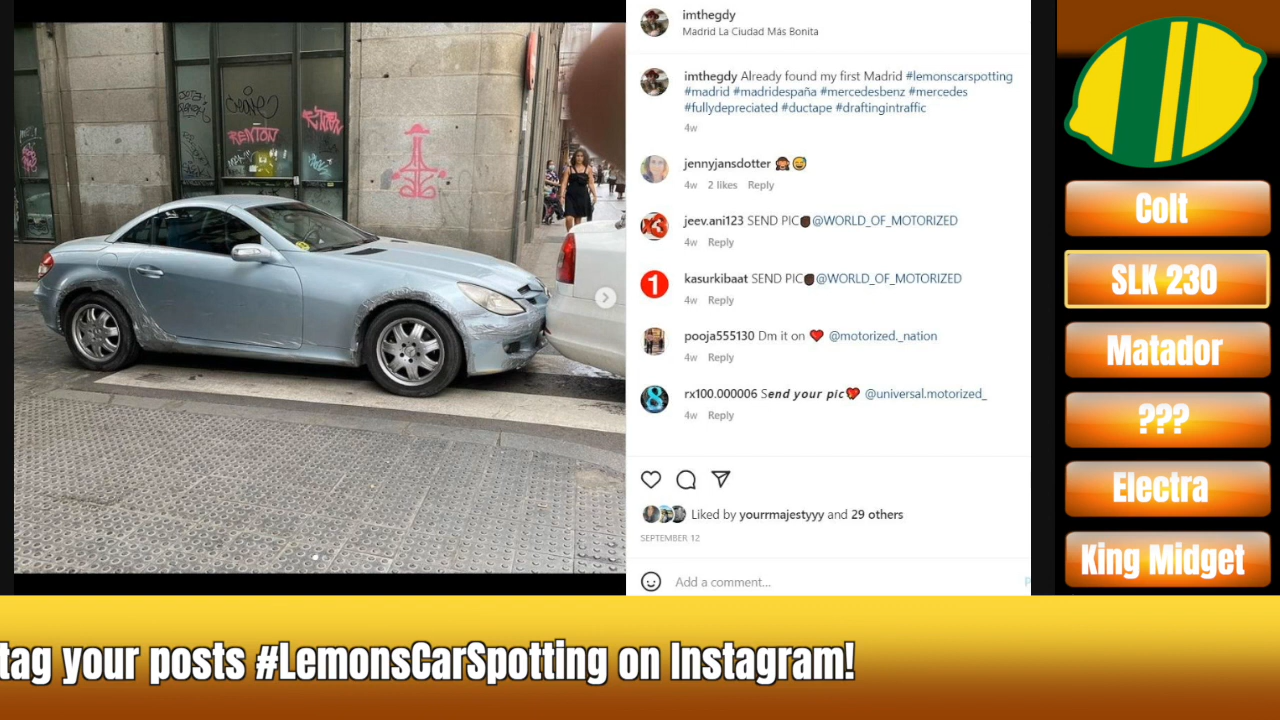 imthegdy
Madrid La Ciudad Más Bonita
imthegdy Already found my first Madrid #lemonscarspotting
#madrid #madridespaña #mercedesbenz #mercedes
#fullydepreciated #ductape #draftingintraffic
4w
jennyjansdotter 🙈😅
4w 2 likes Reply
jeev.ani123 SEND PIC @WORLD_OF_MOTORIZED
4w Reply
kasurkibaat SEND PIC @WORLD_OF_MOTORIZED
4w Reply
pooja555130 Dm it on ❤️ @motorized._nation
4w Reply
rx100.000006 Send your pic @universal.motorized_
4w Reply
Liked by yourrmajestyyy and 29 others
SEPTEMBER 12
Add a comment...
Colt
SLK 230
Matador
???
Electra
King Midget
RENTON
tag your posts #LemonsCarSpotting on Instagram!